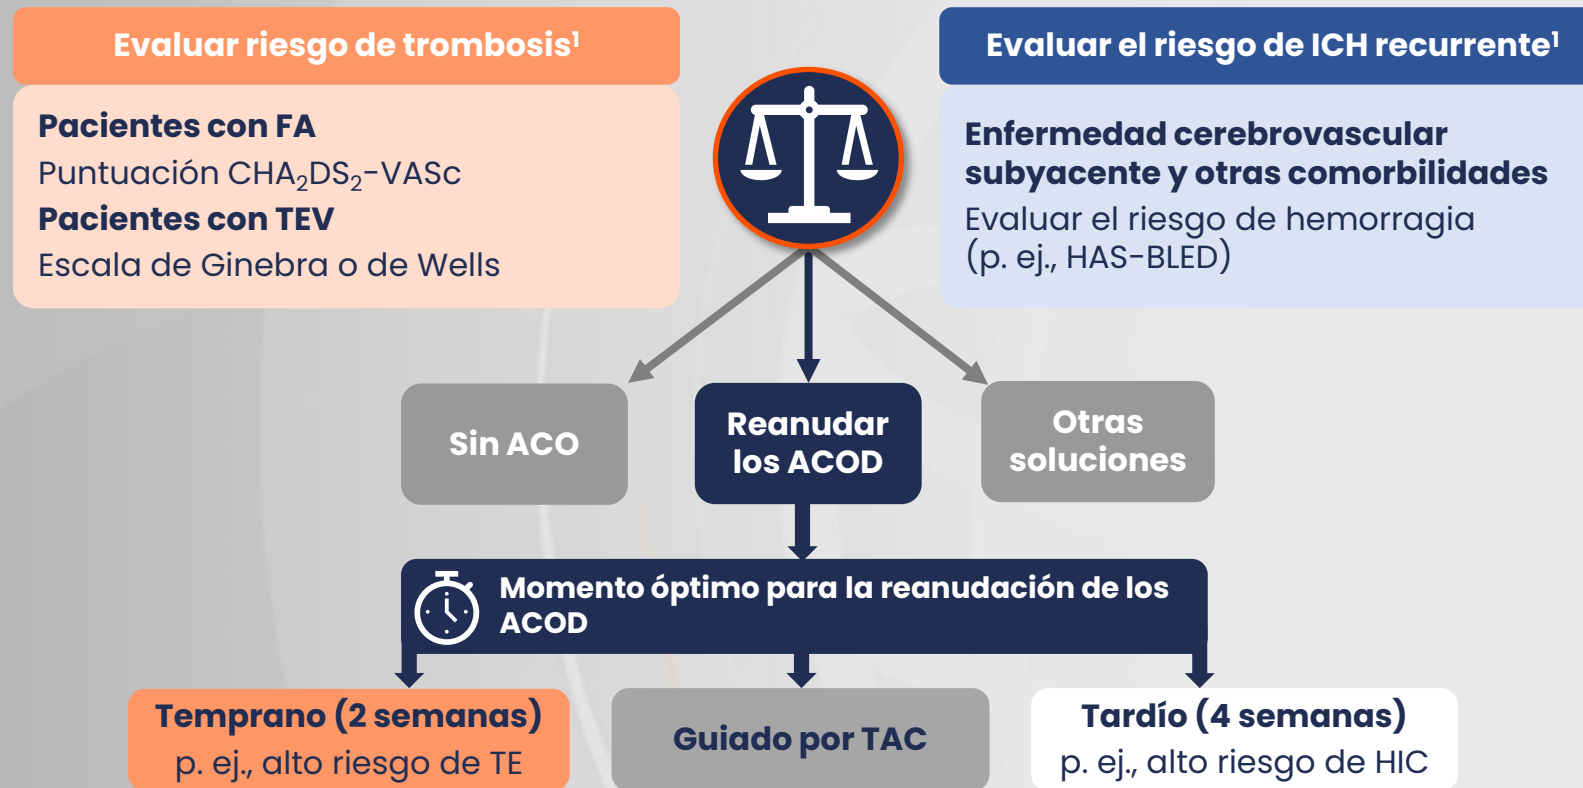 Evaluar riesgo de trombosis¹
Pacientes con FA
Puntuación CHA₂DS₂-VASc
Pacientes con TEV
Escala de Ginebra o de Wells
Evaluar el riesgo de ICH recurrente¹
Enfermedad cerebrovascular
subyacente y otras comorbilidades
Evaluar el riesgo de hemorragia
(p. ej., HAS-BLED)
Sin ACO
Reanudar
los ACOD
Otras
soluciones
Momento óptimo para la reanudación de los
ACOD
Temprano (2 semanas)
p. ej., alto riesgo de TE
Guiado por TAC
Tardío (4 semanas)
p. ej., alto riesgo de HIC